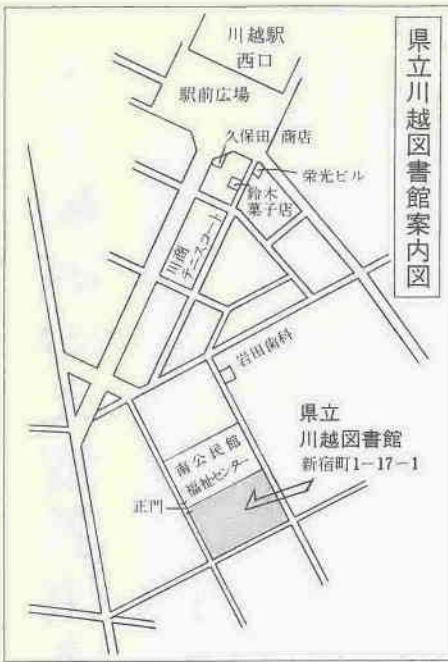 県立川越図書館案内図
川越駅
西口
駅前広場
久保田商店
栄光ビル
鈴木
菓子店
川商
テニスコート
岩田歯科
県立
川越図書館
新宿町1-17-1
南公民館
福祉センター
正門